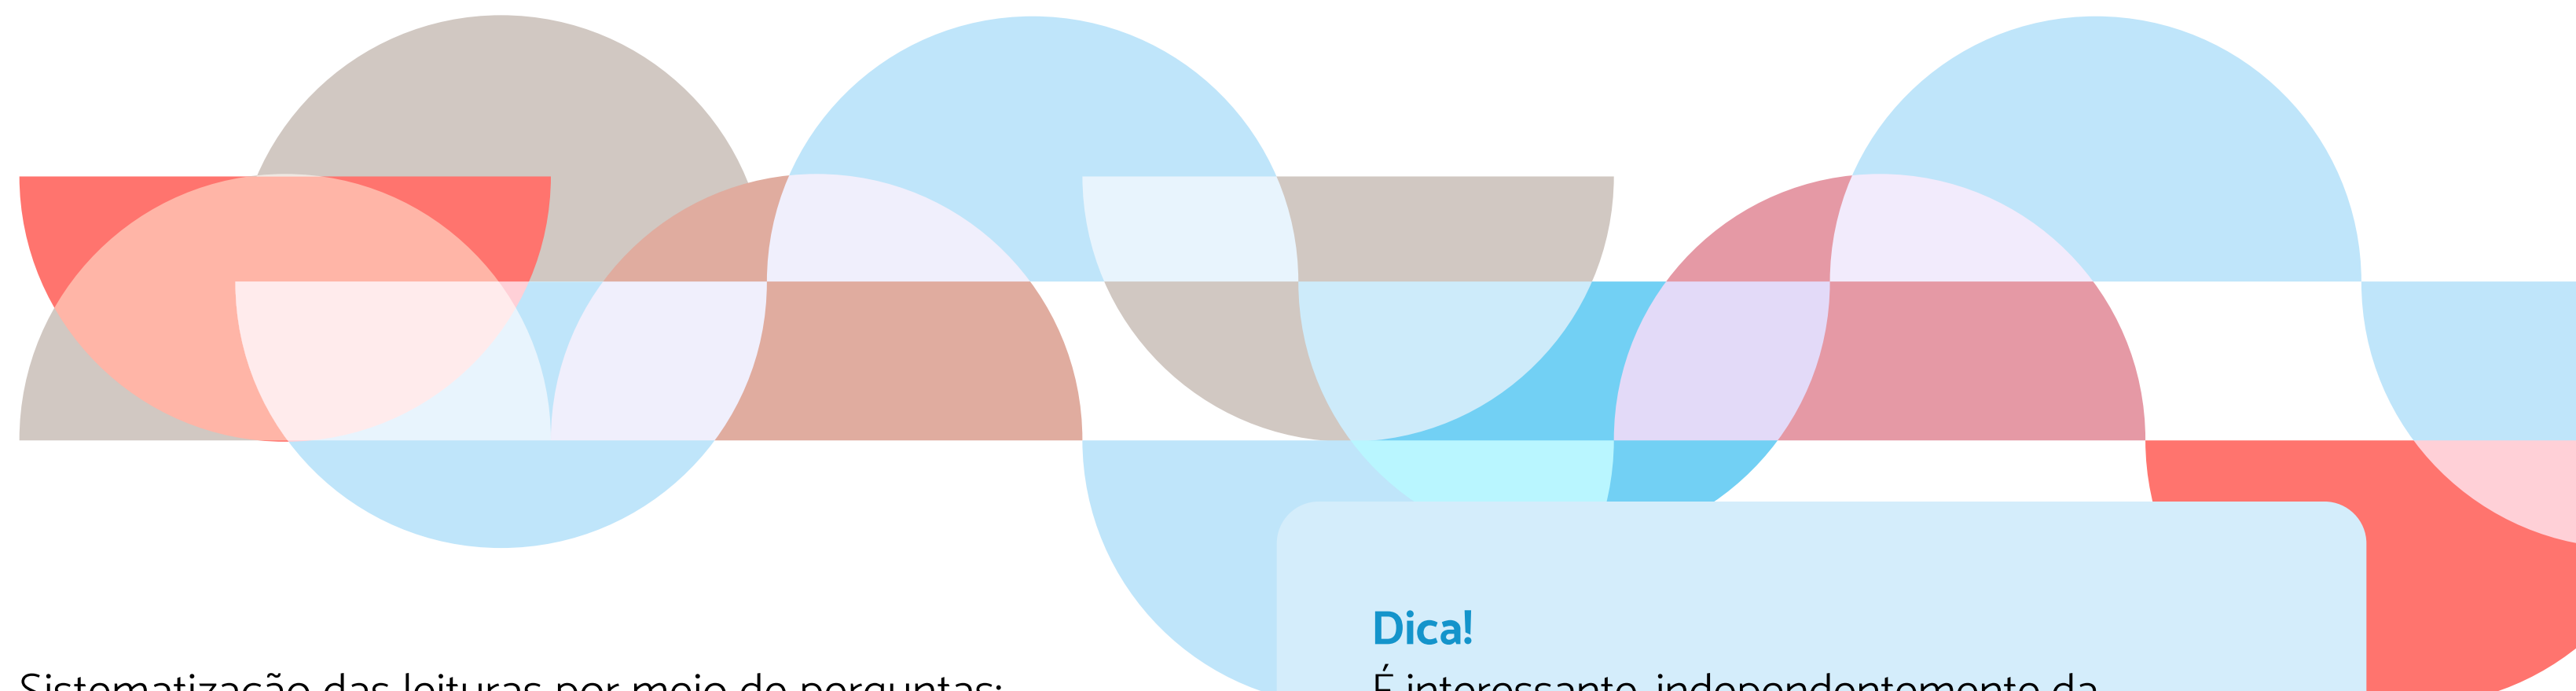 Sistematização das leituras por meio de perguntas:
Dica!
É interessante, independentemente da